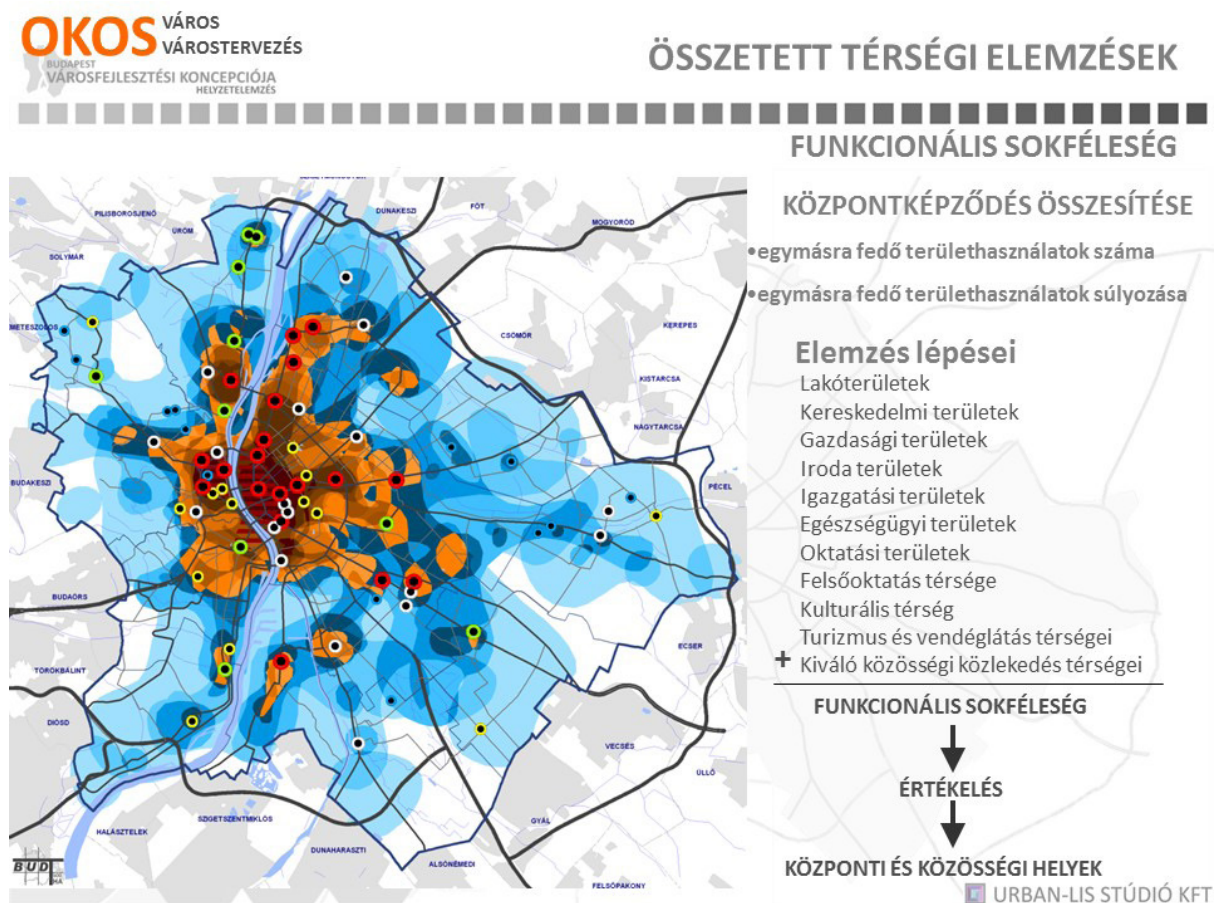 OKOS VÁROS
VÁROSTERVEZÉS
BUDAPEST
VÁROSFEJLESZTÉSI KONCEPCIÓJA
HELYZETELEMZÉS
ÖSSZETETT TÉRSÉGI ELEMZÉSEK
FUNKCIONÁLIS SOKFÉLESÉG
KÖZPONTKÉPZŐDÉS ÖSSZESÍTÉSE
•egymásra fedő területhasználatok száma
•egymásra fedő területhasználatok súlyozása
Elemzés lépései
Lakóterületek
Kereskedelmi területek
Gazdasági területek
Iroda területek
Igazgatási területek
Egészségügyi területek
Oktatási területek
Felsőoktatás térsége
Kulturális térség
Turizmus és vendéglátás térségei
+ Kiváló közösségi közlekedés térségei
FUNKCIONÁLIS SOKFÉLESÉG
ÉRTÉKELÉS
KÖZPONTI ÉS KÖZÖSSÉGI HELYEK
URBAN-LIS STÚDIÓ KFT
PILISBOROSJENŐ
ÜRÖM
SOLYMÁR
DUNAKESZI
FÓT
MOGYORÓD
CSÖMÖR
KEREPES
KISTARCSA
NAGYTARCSA
PÉCEL
BUDAKESZI
BUDAÖRS
TÖRÖKBÁLINT
DIÓSD
ECSER
VECSÉS
ÜLLŐ
HALÁSZTELEK
SZIGETSZENTMIKLÓS
DUNAHARASZTI
ALSÓNÉMEDI
GYÁL
FELSŐPAKONY
BUD